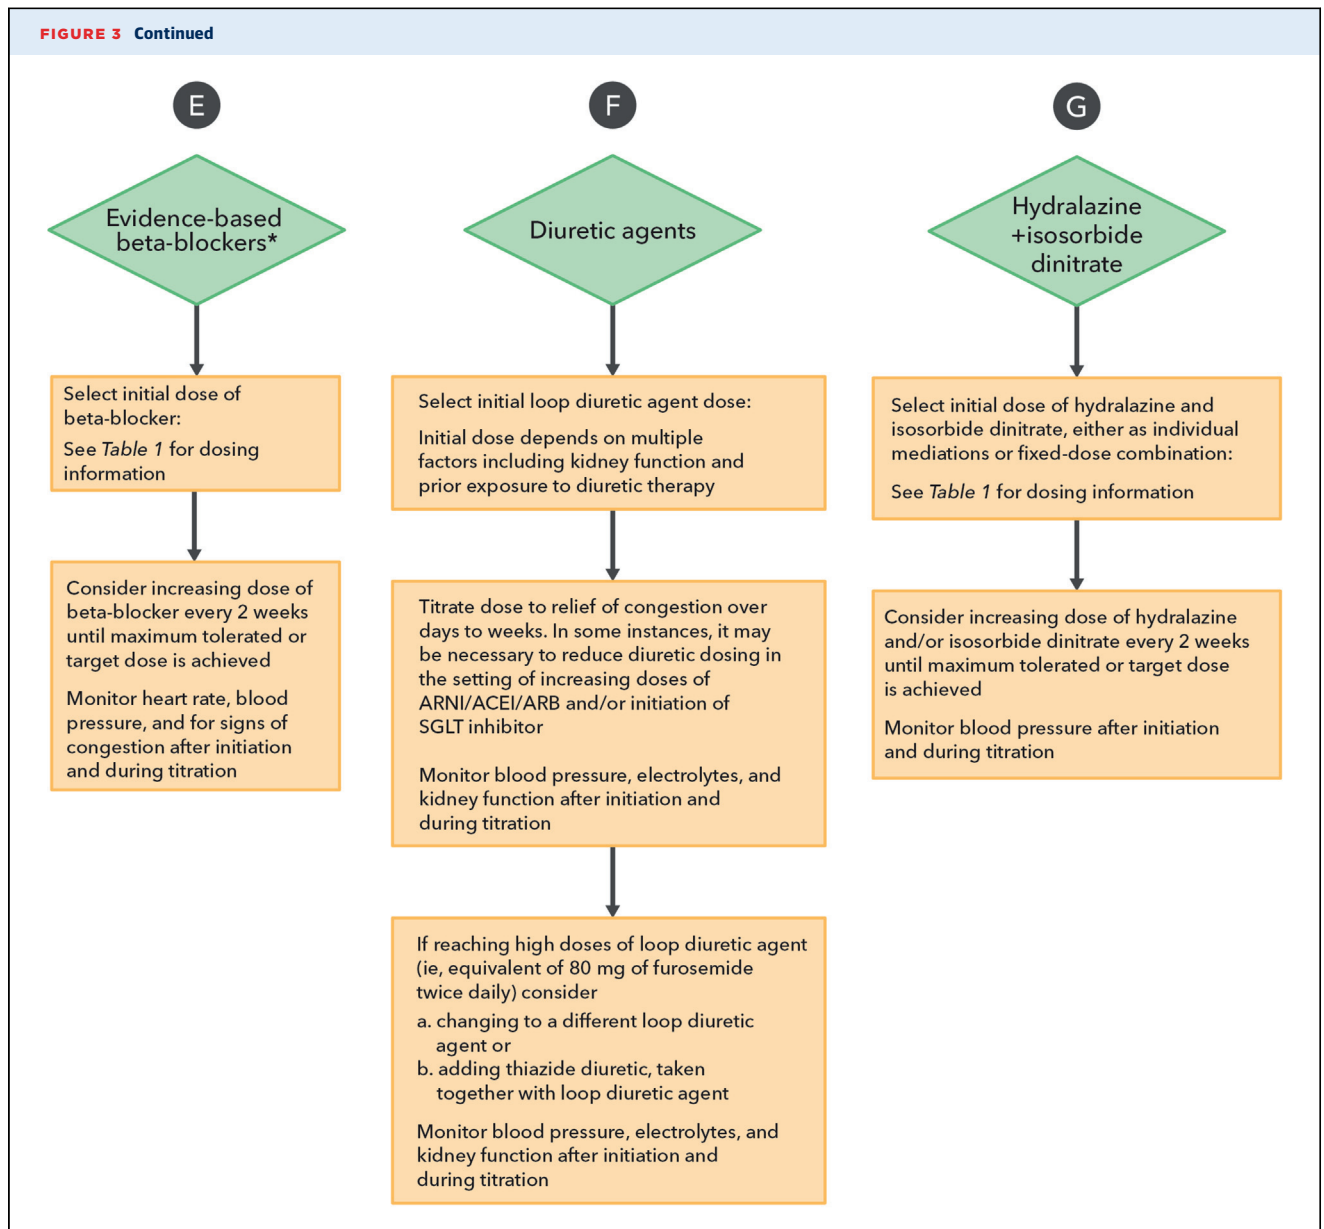 FIGURE 3 Continued
E
Evidence-based
beta-blockers*
Select initial dose of
beta-blocker:
See Table 1 for dosing
information
Consider increasing dose of
beta-blocker every 2 weeks
until maximum tolerated or
target dose is achieved
Monitor heart rate, blood
pressure, and for signs of
congestion after initiation
and during titration
F
Diuretic agents
Select initial loop diuretic agent dose:
Initial dose depends on multiple
factors including kidney function and
prior exposure to diuretic therapy
Titrate dose to relief of congestion over
days to weeks. In some instances, it may
be necessary to reduce diuretic dosing in
the setting of increasing doses of
ARNI/ACEI/ARB and/or initiation of
SGLT inhibitor
Monitor blood pressure, electrolytes, and
kidney function after initiation and
during titration
If reaching high doses of loop diuretic agent
(ie, equivalent of 80 mg of furosemide
twice daily) consider
a. changing to a different loop diuretic
agent or
b. adding thiazide diuretic, taken
together with loop diuretic agent
Monitor blood pressure, electrolytes, and
kidney function after initiation and
during titration
G
Hydralazine
+isosorbide
dinitrate
Select initial dose of hydralazine and
isosorbide dinitrate, either as individual
mediations or fixed-dose combination:
See Table 1 for dosing information
Consider increasing dose of hydralazine
and/or isosorbide dinitrate every 2 weeks
until maximum tolerated or target dose
is achieved
Monitor blood pressure after initiation
and during titration